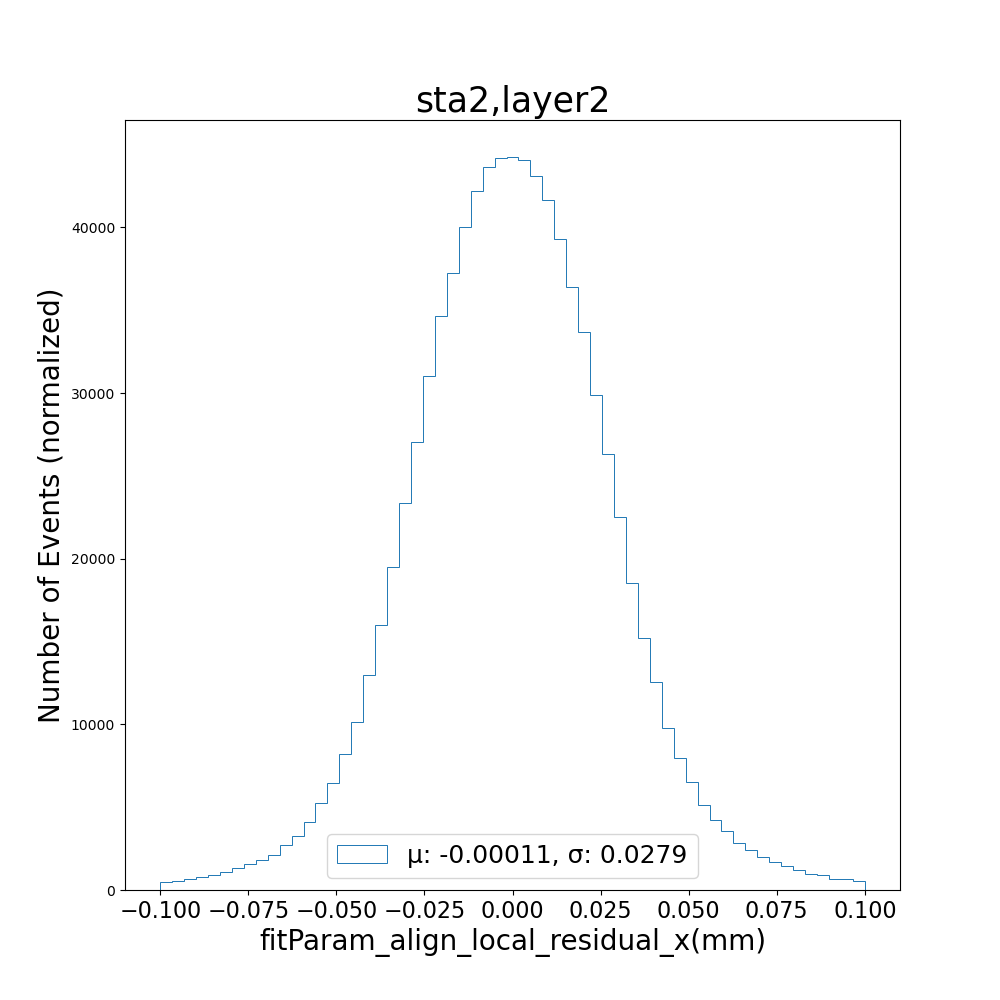 sta2,layer2
Number of Events (normalized)
40000
30000
20000
10000
0
μ: -0.00011, σ: 0.0279
−0.100 −0.075 −0.050 −0.025 0.000 0.025 0.050 0.075 0.100
fitParam_align_local_residual_x(mm)